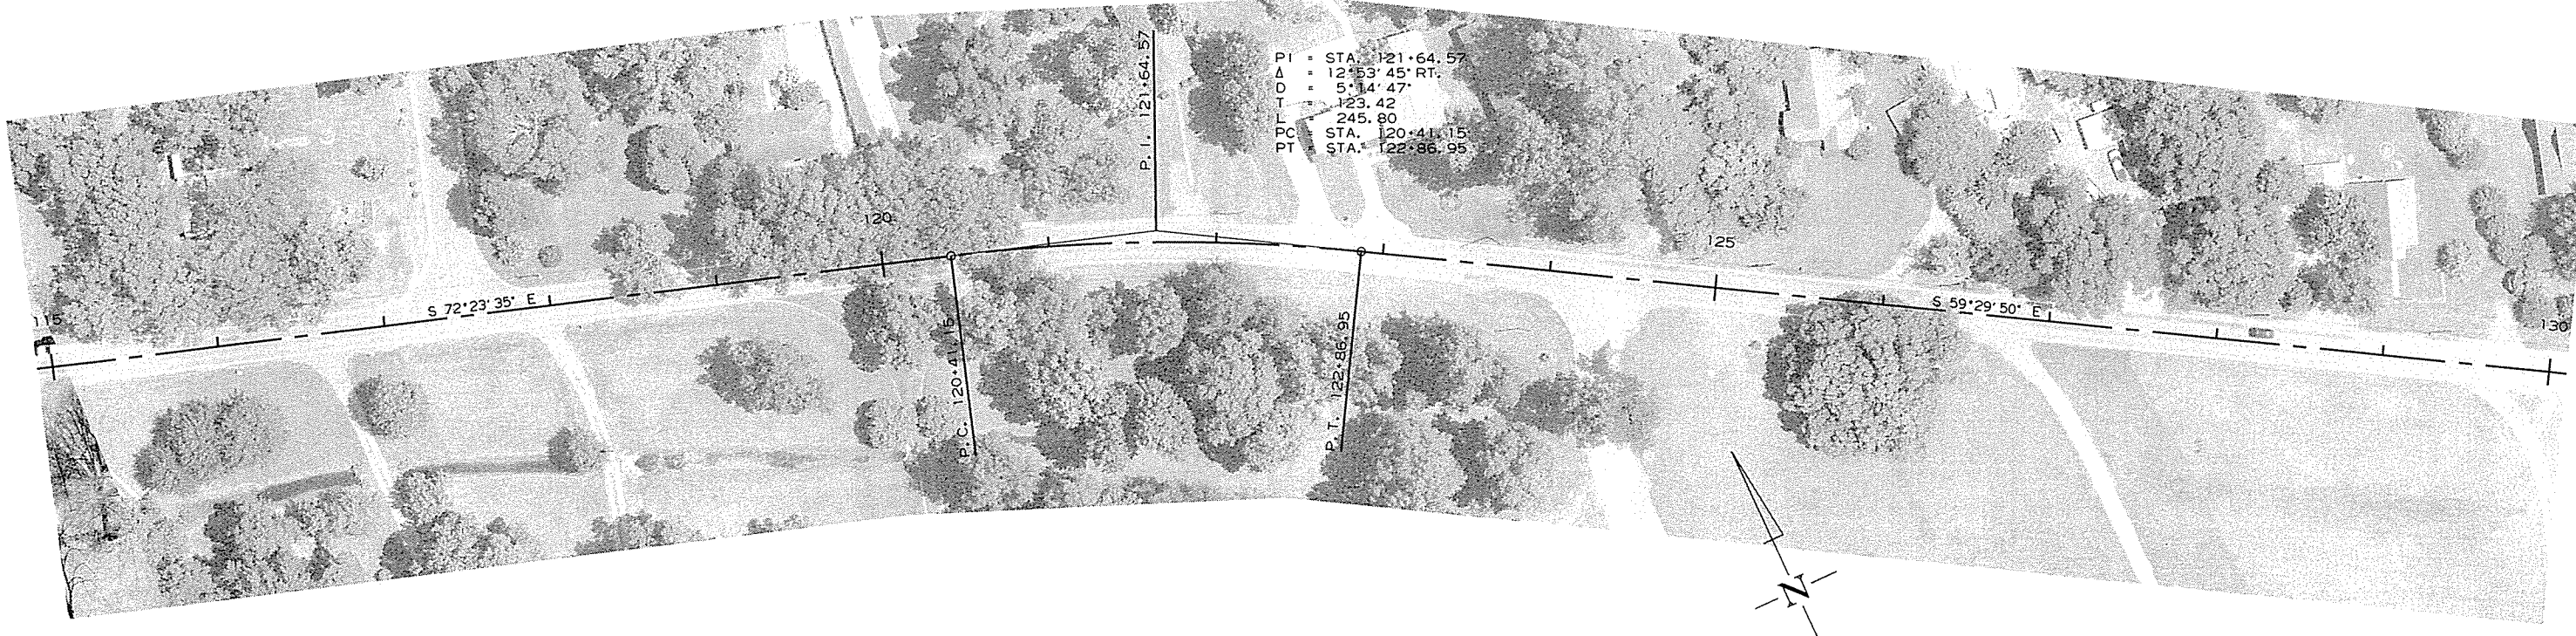 P.I. 121+64.57
PI = STA. 121+64.57
Δ = 12°53'45" RT.
D = 5°14'47"
T = 123.42
L = 245.80
PC = STA. 120+41.15
PT = STA. 122+86.95
120
125
S 72°23'35" E
S 59°29'50" E
115
130
P.C. 120+41.15
P.T. 122+86.95
N